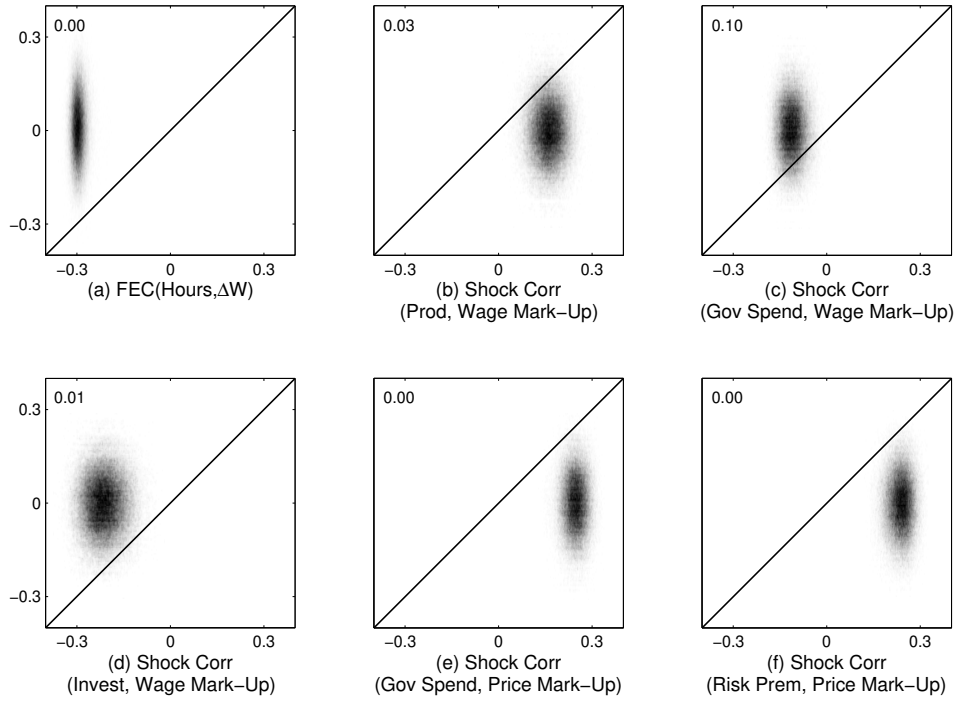 0.00
0.03
0.10
0.3
0
−0.3
−0.3 0 0.3
−0.3 0 0.3
−0.3 0 0.3
(a) FEC(Hours,ΔW)
(b) Shock Corr
(Prod, Wage Mark−Up)
(c) Shock Corr
(Gov Spend, Wage Mark−Up)
0.01
0.00
0.00
0.3
0
−0.3
−0.3 0 0.3
−0.3 0 0.3
−0.3 0 0.3
(d) Shock Corr
(Invest, Wage Mark−Up)
(e) Shock Corr
(Gov Spend, Price Mark−Up)
(f) Shock Corr
(Risk Prem, Price Mark−Up)